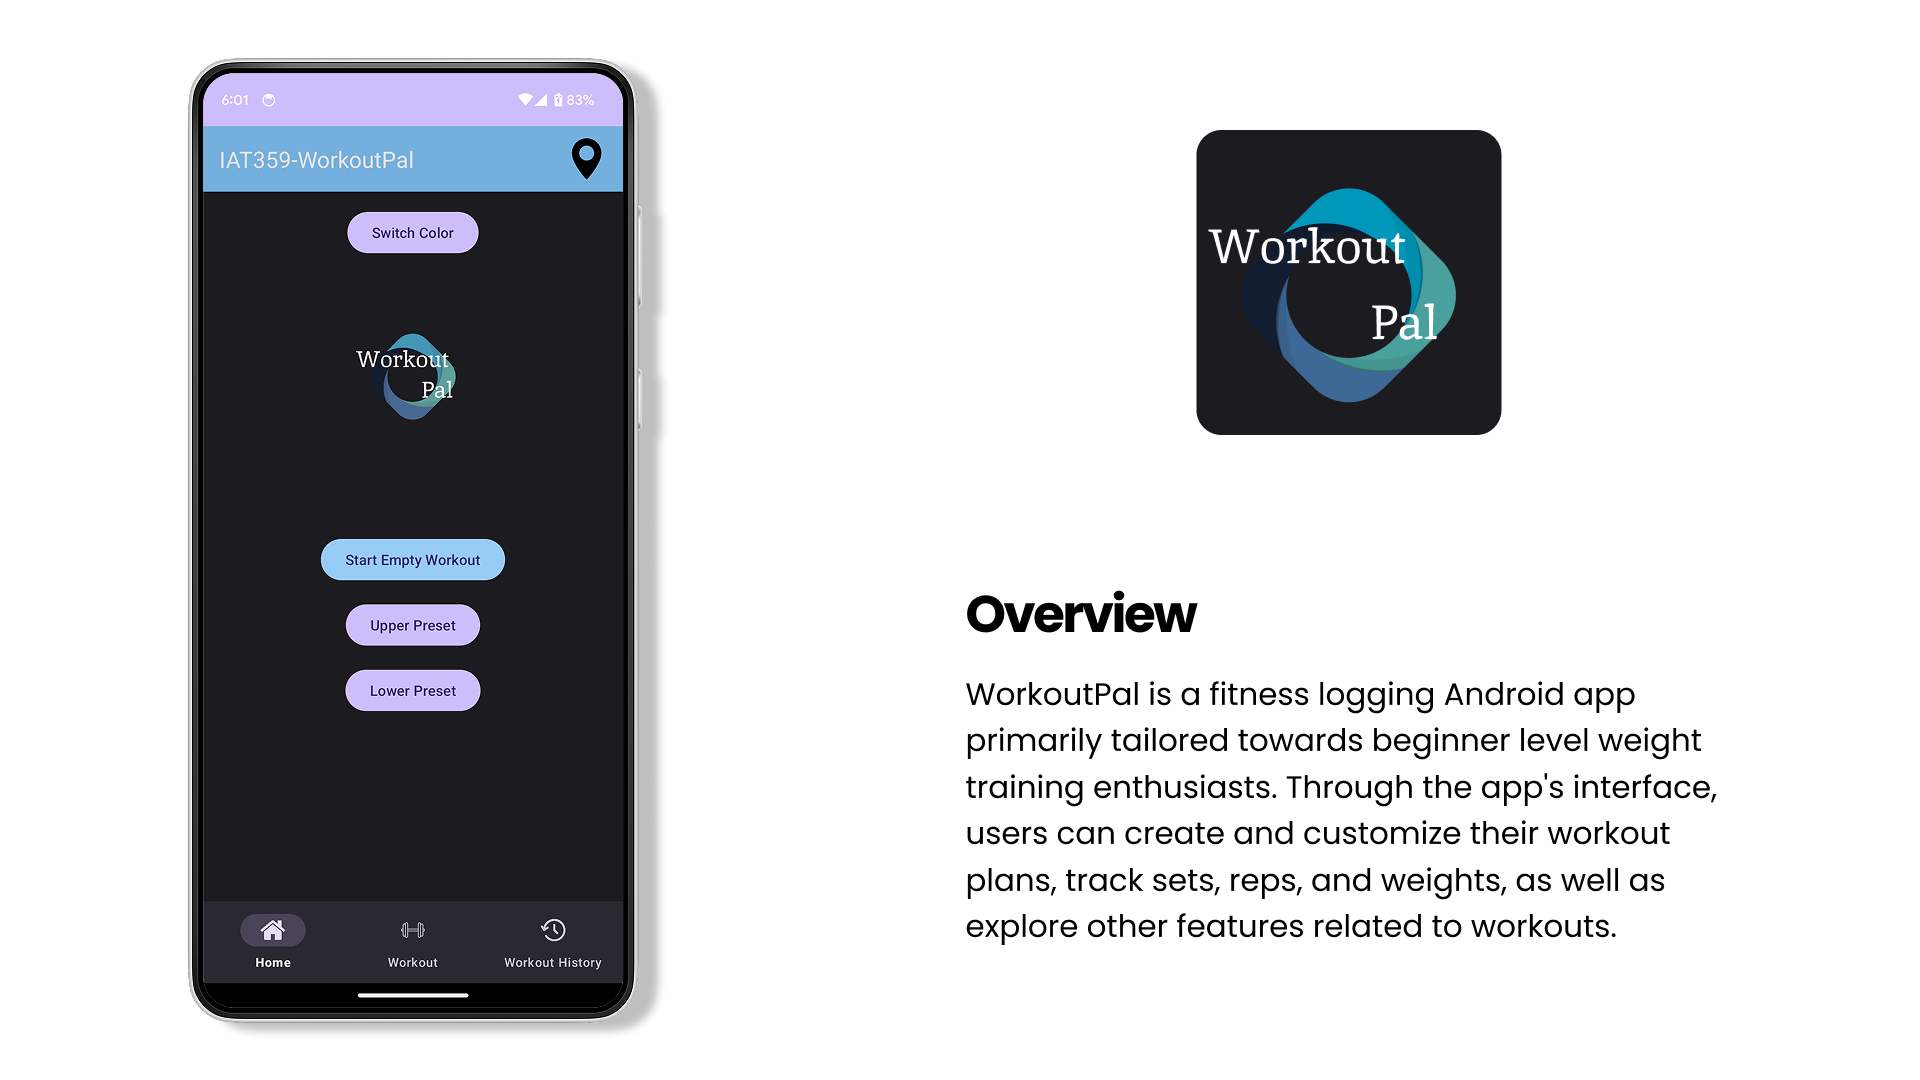 6:01
83%
IAT359-WorkoutPal
Switch Color
Workout
Pal
Start Empty Workout
Upper Preset
Lower Preset
Home
Workout
Workout History
Workout
Pal
Overview
WorkoutPal is a fitness logging Android app
primarily tailored towards beginner level weight
training enthusiasts. Through the app's interface,
users can create and customize their workout
plans, track sets, reps, and weights, as well as
explore other features related to workouts.